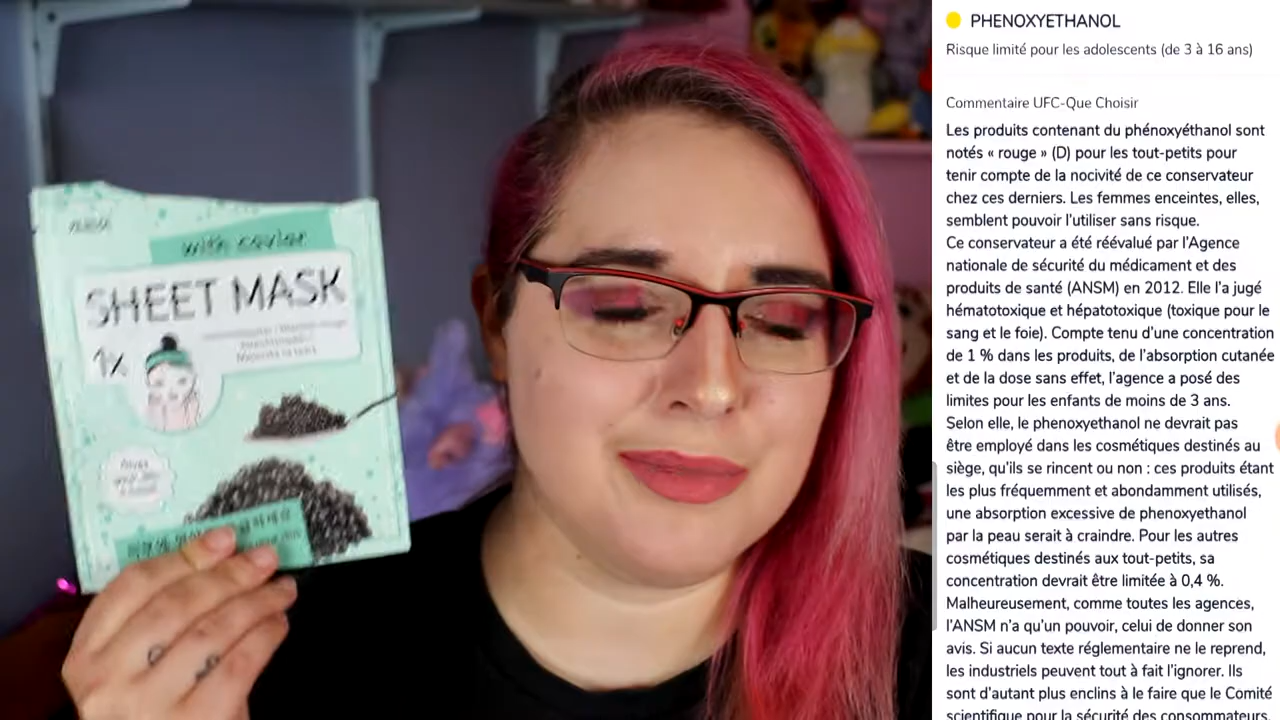 with caviar
SHEET MASK
1x
PHENOXYETHANOL
Risque limité pour les adolescents (de 3 à 16 ans)
Commentaire UFC-Que Choisir
Les produits contenant du phénoxyéthanol sont
notés « rouge » (D) pour les tout-petits pour
tenir compte de la nocivité de ce conservateur
chez ces derniers. Les femmes enceintes, elles,
semblent pouvoir l'utiliser sans risque.
Ce conservateur a été réévalué par l'Agence
nationale de sécurité du médicament et des
produits de santé (ANSM) en 2012. Elle l'a jugé
hématotoxique et hépatotoxique (toxique pour le
sang et le foie). Compte tenu d'une concentration
de 1 % dans les produits, de l'absorption cutanée
et de la dose sans effet, l'agence a posé des
limites pour les enfants de moins de 3 ans.
Selon elle, le phenoxyethanol ne devrait pas
être employé dans les cosmétiques destinés au
siège, qu'ils se rincent ou non : ces produits étant
les plus fréquemment et abondamment utilisés,
une absorption excessive de phenoxyethanol
par la peau serait à craindre. Pour les autres
cosmétiques destinés aux tout-petits, sa
concentration devrait être limitée à 0,4 %.
Malheureusement, comme toutes les agences,
l'ANSM n'a qu'un pouvoir, celui de donner son
avis. Si aucun texte réglementaire ne le reprend,
les industriels peuvent tout à fait l'ignorer. Ils
sont d'autant plus enclins à le faire que le Comité
scientifique pour la sécurité des consommateurs